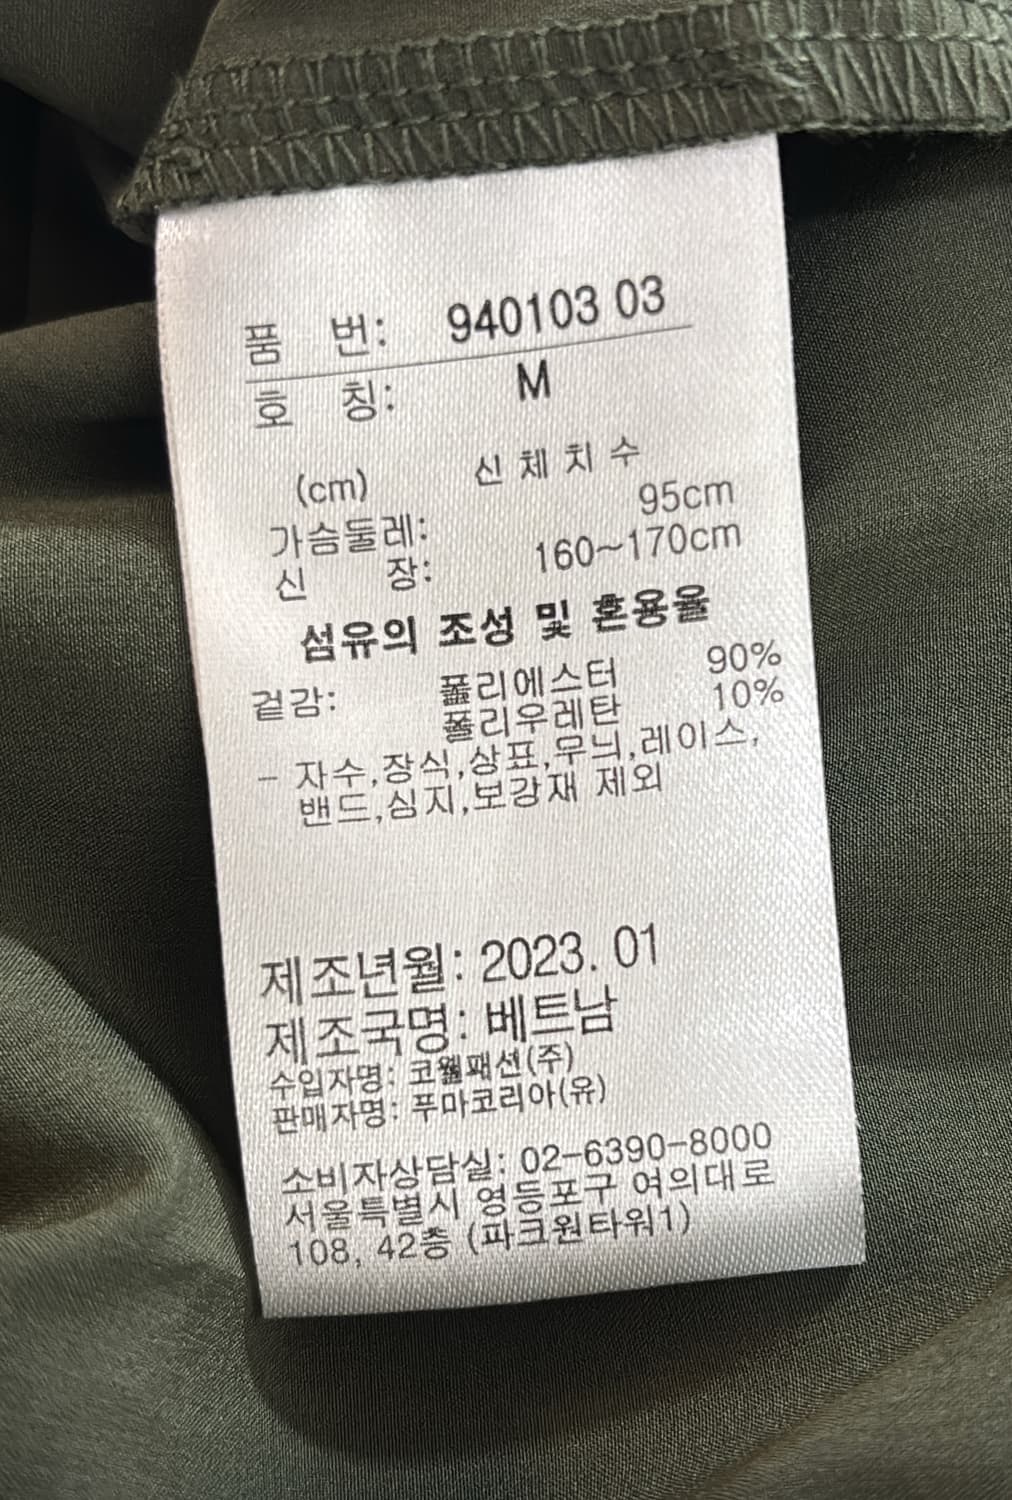 품 번: 940103 03
호 칭: M
(cm) 신 체 치 수
가슴둘레: 95cm
신 장: 160~170cm
섬유의 조성 및 혼용율
겉감: 폴리에스터 90%
폴리우레탄 10%
- 자수,장식,상표,무늬,레이스,
밴드,심지,보강재 제외
제조년월: 2023. 01
제조국명: 베트남
수입자명: 코웰패션(주)
판매자명: 푸마코리아(유)
소비자상담실: 02-6390-8000
서울특별시 영등포구 여의대로
108, 42층 (파크원타워1)